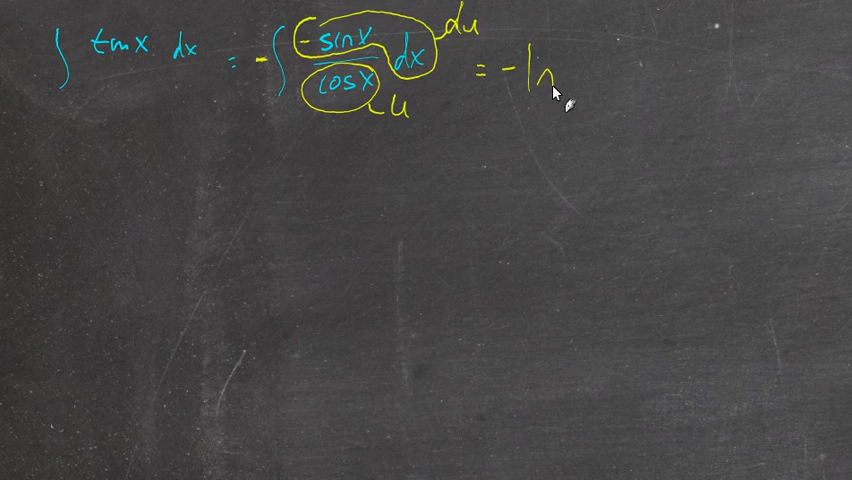 ∫ tan x dx = - ∫ -sin x / cos x dx = - ln
du
u